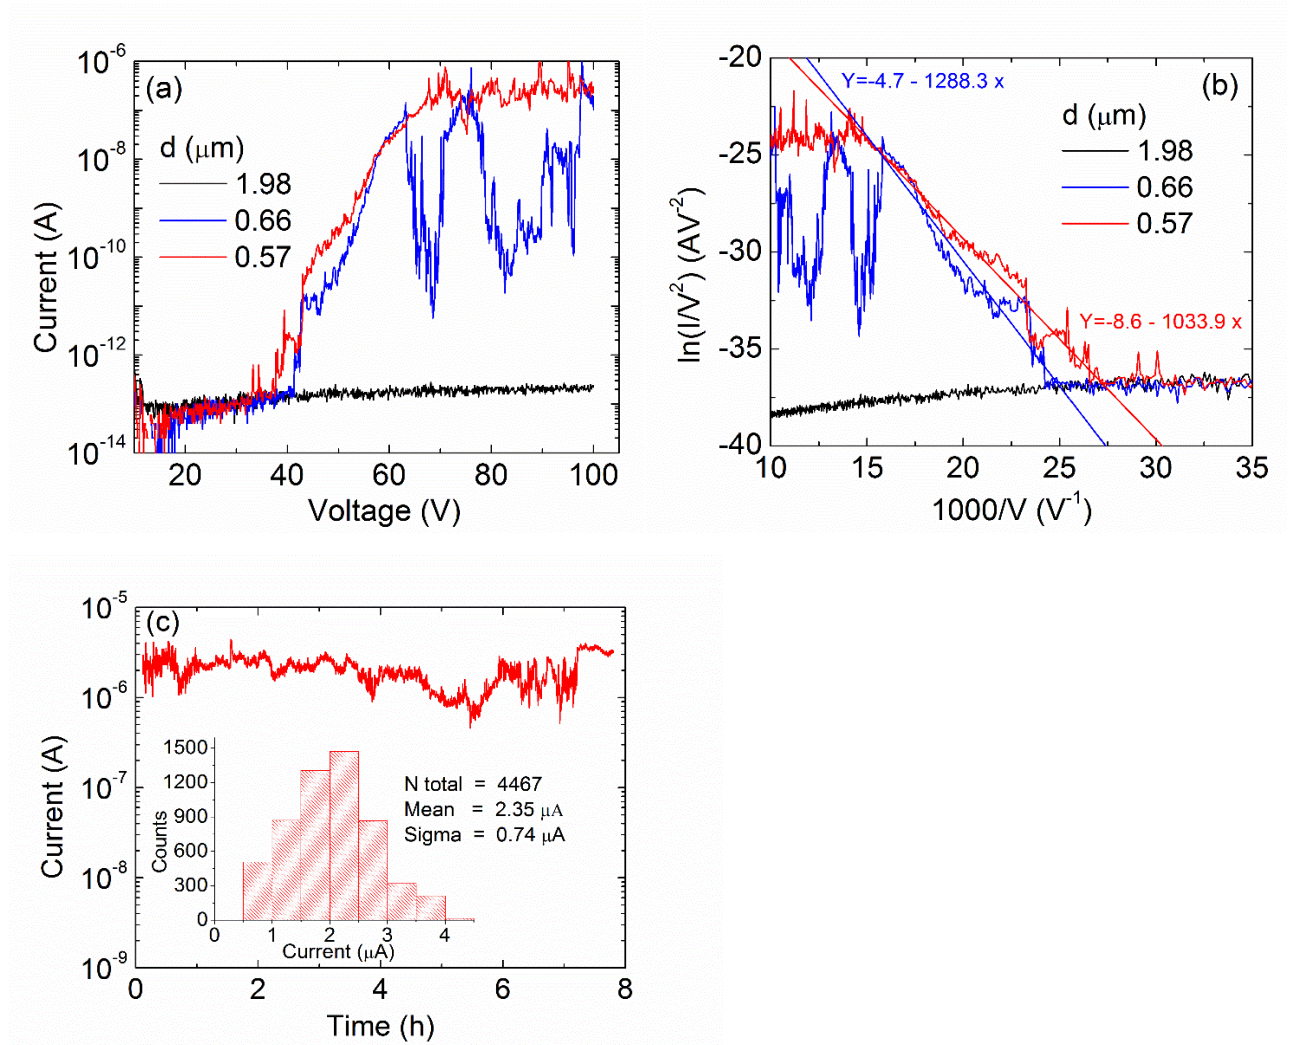 (a)
10-6
10-8
10-10
10-12
10-14
Current (A)
d (μm)
1.98
0.66
0.57
20 40 60 80 100
Voltage (V)
(b)
-20
-25
-30
-35
-40
ln(I/V2) (AV-2)
Y=-4.7 - 1288.3 x
d (μm)
1.98
0.66
0.57
Y=-8.6 - 1033.9 x
10 15 20 25 30 35
1000/V (V-1)
(c)
10-5
10-6
10-7
10-8
10-9
Current (A)
1500
1200
900
600
300
0
Counts
0 1 2 3 4
Current (μA)
N total = 4467
Mean = 2.35 μA
Sigma = 0.74 μA
0 2 4 6 8
Time (h)